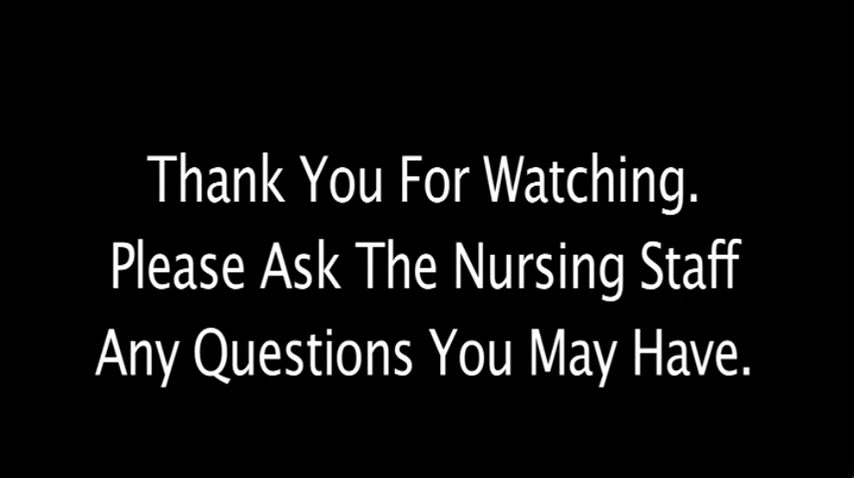 Thank You For Watching.
Please Ask The Nursing Staff
Any Questions You May Have.